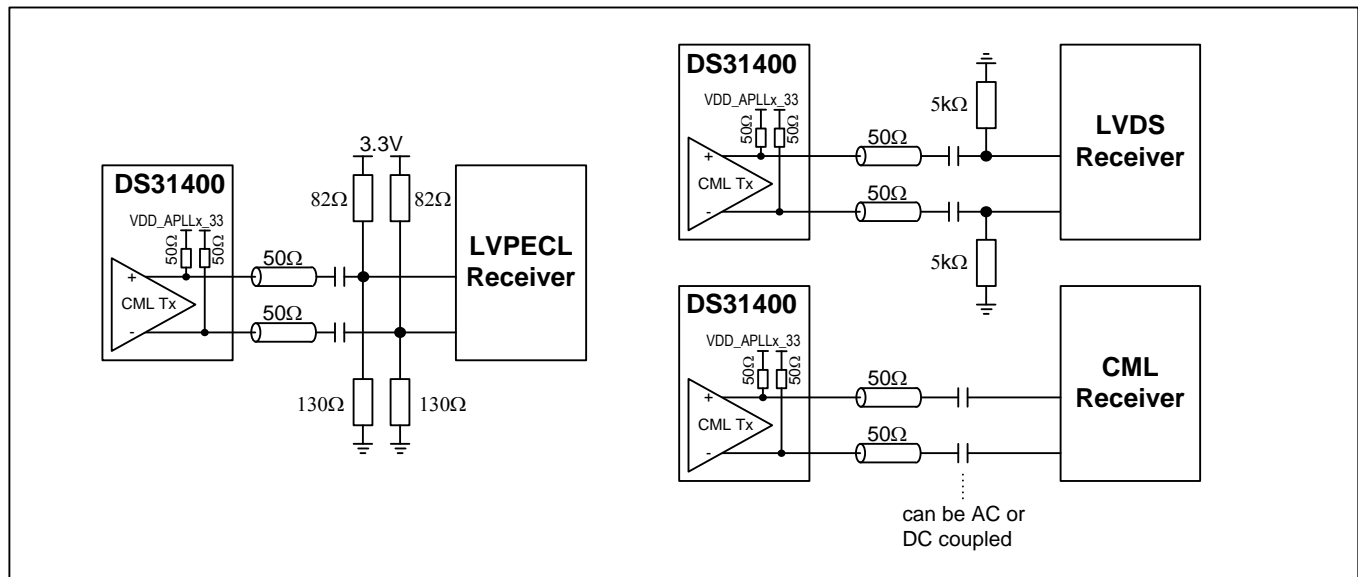 DS31400
VDD_APLLx_33
50Ω
50Ω
CML Tx
+
-
50Ω
50Ω
3.3V
82Ω
82Ω
130Ω
130Ω
LVPECL
Receiver
DS31400
VDD_APLLx_33
50Ω
50Ω
CML Tx
+
-
50Ω
50Ω
5kΩ
5kΩ
LVDS
Receiver
DS31400
VDD_APLLx_33
50Ω
50Ω
CML Tx
+
-
50Ω
50Ω
can be AC or
DC coupled
CML
Receiver